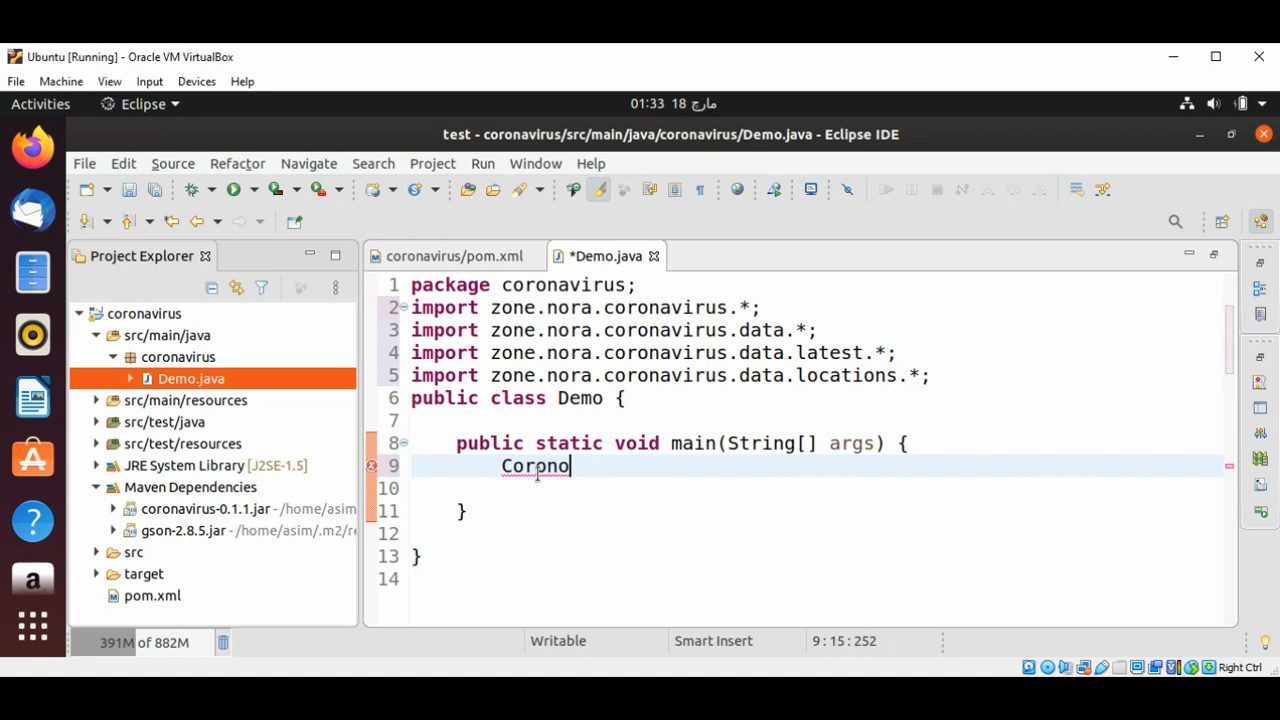 Ubuntu [Running] - Oracle VM VirtualBox
File Machine View Input Devices Help
Activities Eclipse 01:33 18 مارچ
test - coronavirus/src/main/java/coronavirus/Demo.java - Eclipse IDE
File Edit Source Refactor Navigate Search Project Run Window Help
Project Explorer
coronavirus
src/main/java
coronavirus
Demo.java
src/main/resources
src/test/java
src/test/resources
JRE System Library [J2SE-1.5]
Maven Dependencies
coronavirus-0.1.1.jar - /home/asim/
gson-2.8.5.jar - /home/asim/.m2/re
src
target
pom.xml
coronavirus/pom.xml *Demo.java
1 package coronavirus;
2 import zone.nora.coronavirus.*;
3 import zone.nora.coronavirus.data.*;
4 import zone.nora.coronavirus.data.latest.*;
5 import zone.nora.coronavirus.data.locations.*;
6 public class Demo {
7
8 public static void main(String[] args) {
9 Corono
10
11 }
12
13 }
14
391M of 882M Writable Smart Insert 9:15:252
Right Ctrl